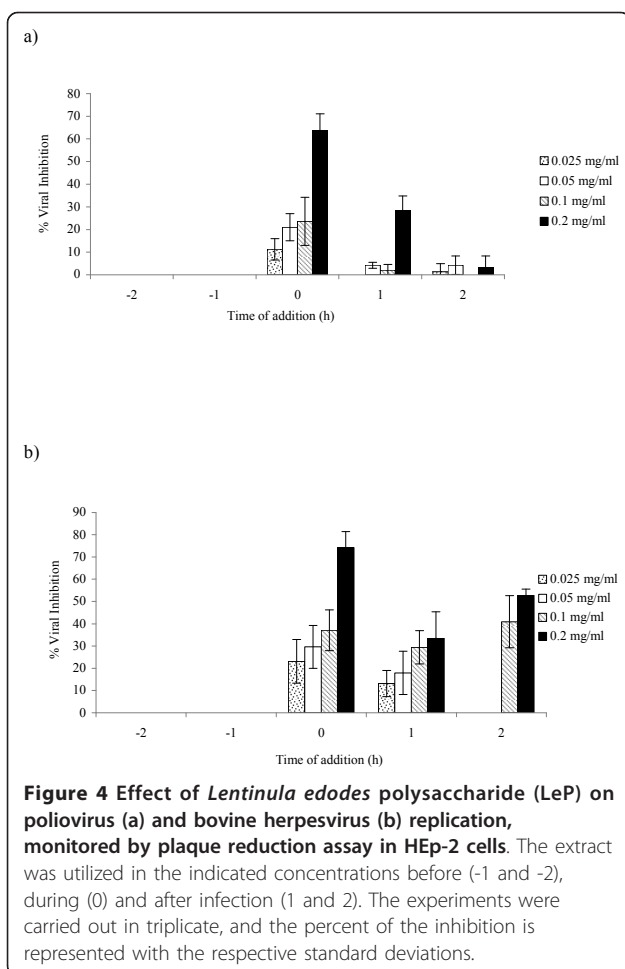 a)
80
70
60
50
40
30
20
10
0
% Viral Inhibition
-2 -1 0 1 2
Time of addition (h)
0.025 mg/ml
0.05 mg/ml
0.1 mg/ml
0.2 mg/ml
b)
90
80
70
60
50
40
30
20
10
0
% Viral Inhibition
-2 -1 0 1 2
Time of addition (h)
0.025 mg/ml
0.05 mg/ml
0.1 mg/ml
0.2 mg/ml
Figure 4 Effect of Lentinula edodes polysaccharide (LeP) on
poliovirus (a) and bovine herpesvirus (b) replication,
monitored by plaque reduction assay in HEp-2 cells. The extract
was utilized in the indicated concentrations before (-1 and -2),
during (0) and after infection (1 and 2). The experiments were
carried out in triplicate, and the percent of the inhibition is
represented with the respective standard deviations.